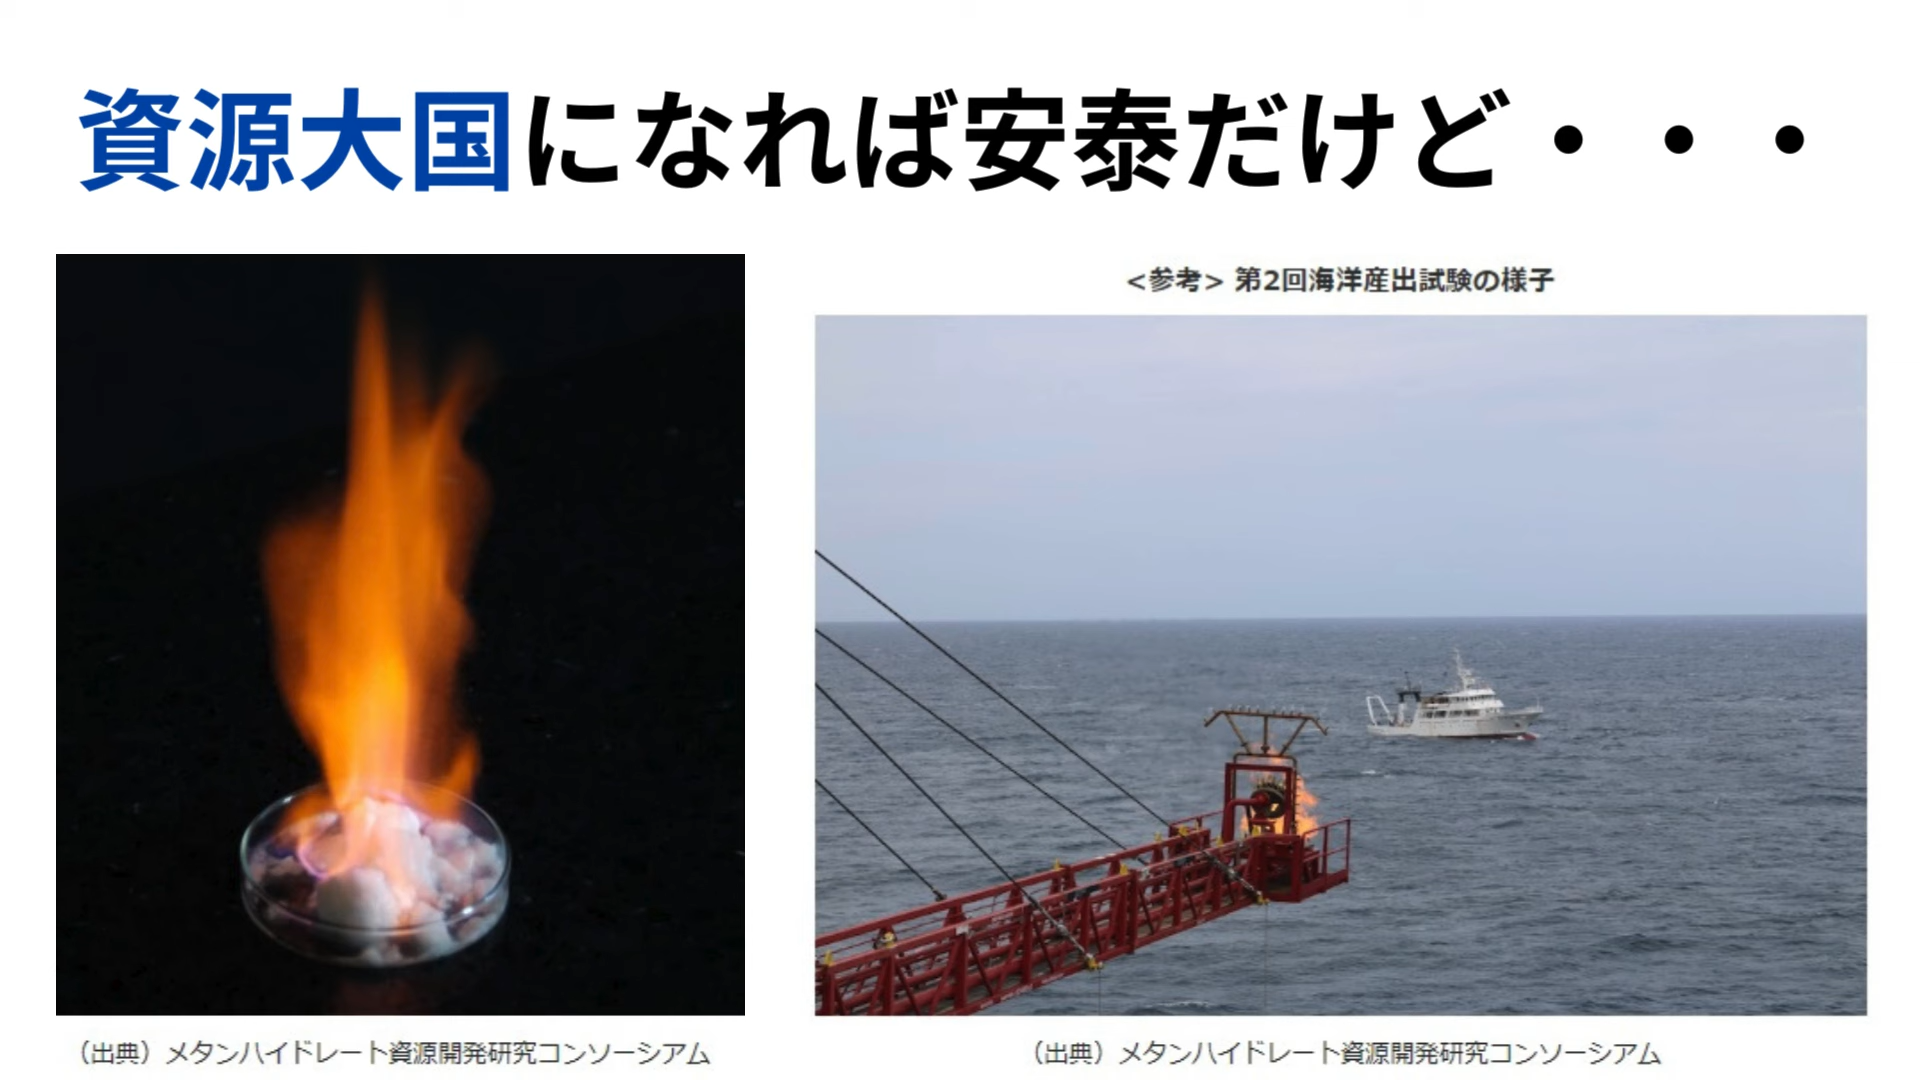 資源大国になれば安泰だけど・・・
<参考> 第2回海洋産出試験の様子
（出典）メタンハイドレート資源開発研究コンソーシアム
（出典）メタンハイドレート資源開発研究コンソーシアム